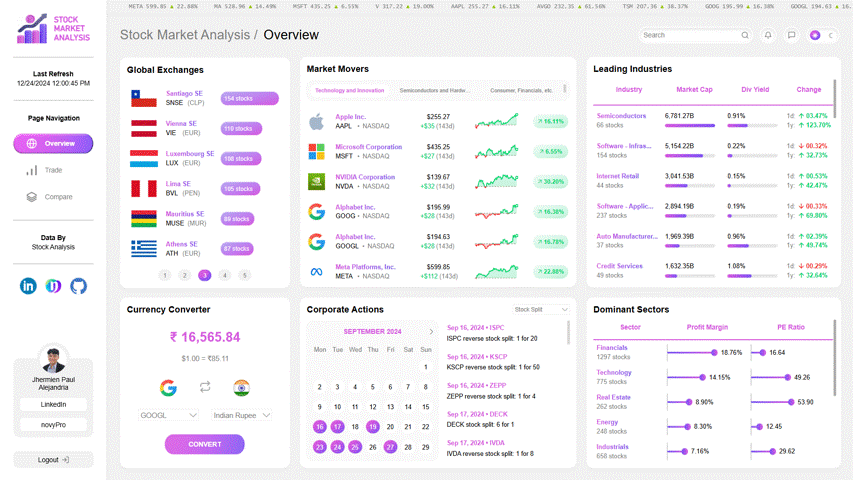 META 599.85 ▲ 22.88% MA 528.96 ▲ 14.49% MSFT 435.25 ▲ 6.55% V 317.22 ▲ 19.00% AAPL 255.27 ▲ 16.11% AVGO 232.35 ▲ 61.56% TSM 207.36 ▲ 38.37% GOOG 195.99 ▲ 16.38% GOOGL 194.63 ▲ 16.
STOCK
MARKET
ANALYSIS
Last Refresh
12/24/2024 12:00:45 PM
Page Navigation
Overview
Trade
Compare
Data By
Stock Analysis
Jhermien Paul
Alejandria
LinkedIn
novyPro
Logout
Stock Market Analysis / Overview
Search
Global Exchanges
Santiago SE
SNSE (CLP)
154 stocks
Vienna SE
VIE (EUR)
Luxembourg SE
LUX (EUR)
Lima SE
BVL (PEN)
105 stocks
Mauritius SE
MUSE (MUR)
Athens SE
ATH (EUR)
87 stocks
1 2 3 4 5
Market Movers
Technology and Innovation Semiconductors and Hardw... Consumer, Financials, etc.
Apple Inc. $255.27
AAPL • NASDAQ +$35 (143d) 16.11%
Microsoft Corporation $435.25
MSFT • NASDAQ +$27 (143d) 6.55%
NVIDIA Corporation $139.67
NVDA • NASDAQ +$32 (143d) 30.20%
Alphabet Inc. $195.99
GOOG • NASDAQ +$28 (143d) 16.38%
Alphabet Inc. $194.63
GOOGL • NASDAQ +$28 (143d) 16.78%
Meta Platforms, Inc. $599.85
META • NASDAQ +$112 (143d) 22.88%
Leading Industries
Industry Market Cap Div Yield Change
Semiconductors 6,781.27B 0.91% 1d ↑ 03.47%
66 stocks 1y ↑ 123.70%
Software - Infras... 5,154.22B 0.22% 1d ↓ 00.32%
154 stocks 1y ↑ 32.73%
Internet Retail 3,041.53B 0.15% 1d ↑ 00.53%
44 stocks 1y ↑ 42.47%
Software - Applic... 2,894.19B 0.19% 1d ↓ 00.33%
237 stocks 1y ↑ 69.80%
Auto Manufacturer... 1,969.39B 0.96% 1d ↑ 02.39%
37 stocks 1y ↑ 49.74%
Credit Services 1,632.35B 1.08% 1d ↓ 00.29%
49 stocks 1y ↑ 32.64%
Currency Converter
₹ 16,565.84
$1.00 = ₹85.11
GOOGL Indian Rupee
CONVERT
Corporate Actions
Stock Split
SEPTEMBER 2024
Mon Tue Wed Thu Fri Sat Sun
1
2 3 4 5 6 7 8
9 10 11 12 13 14 15
16 17 18 19 20 21 22
23 24 25 26 27 28 29
Sep 16, 2024 • ISPC
ISPC reverse stock split: 1 for 20
Sep 16, 2024 • KSCP
KSCP reverse stock split: 1 for 50
Sep 16, 2024 • ZEPP
ZEPP reverse stock split: 1 for 4
Sep 17, 2024 • DECK
DECK stock split: 6 for 1
Sep 17, 2024 • IVDA
IVDA reverse stock split: 1 for 8
Dominant Sectors
Sector Profit Margin PE Ratio
Financials
1297 stocks 18.76% 16.64
Technology
775 stocks 14.15% 49.26
Real Estate
262 stocks 8.90% 53.90
Energy
248 stocks 8.30% 12.45
Industrials
658 stocks 7.16% 29.62